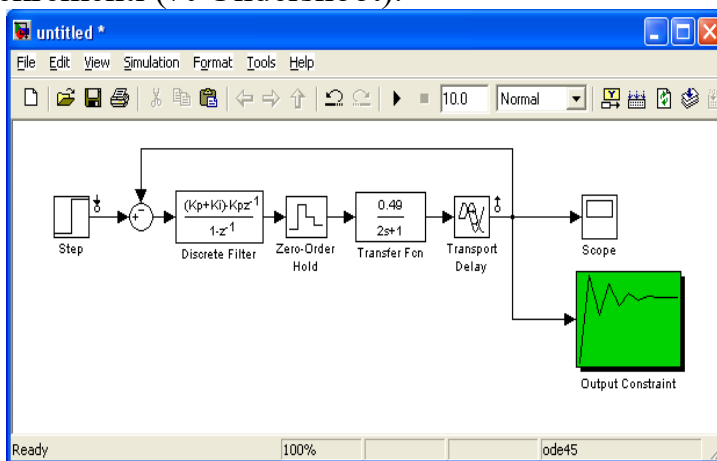 untitled *
File Edit View Simulation Format Tools Help
10.0 Normal
(Kp+Ki)-Kpz-1
1-z-1
0.49
2s+1
Step
Discrete Filter
Zero-Order
Hold
Transfer Fcn
Transport
Delay
Scope
Output Constraint
Ready 100% ode45